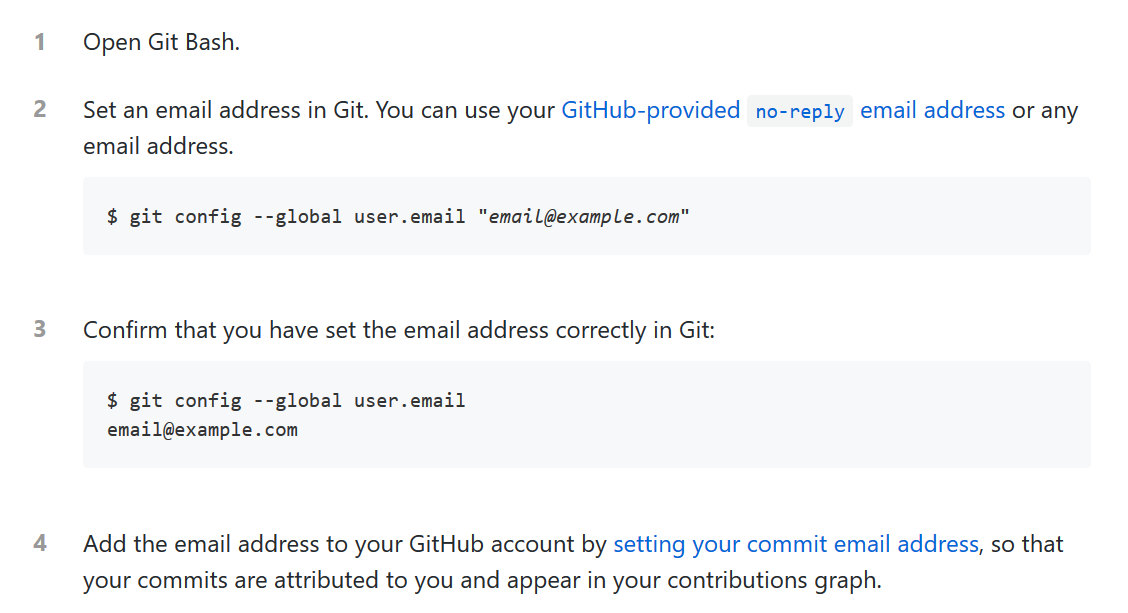 1 Open Git Bash.
2 Set an email address in Git. You can use your GitHub-provided no-reply email address or any
email address.
$ git config --global user.email "email@example.com"
3 Confirm that you have set the email address correctly in Git:
$ git config --global user.email
email@example.com
4 Add the email address to your GitHub account by setting your commit email address, so that
your commits are attributed to you and appear in your contributions graph.